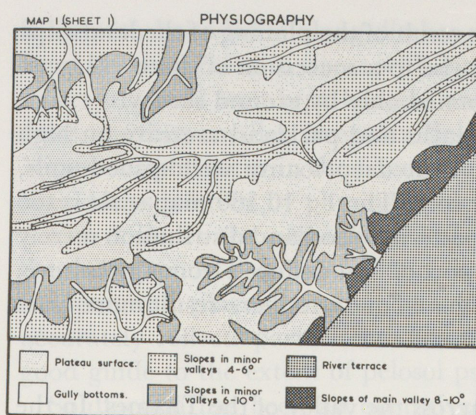 MAP 1 (SHEET 1)
PHYSIOGRAPHY
Plateau surface.
Slopes in minor
valleys 4-6°.
River terrace
Gully bottoms.
Slopes in minor
valleys 6-10°
Slopes of main valley 8-10°.